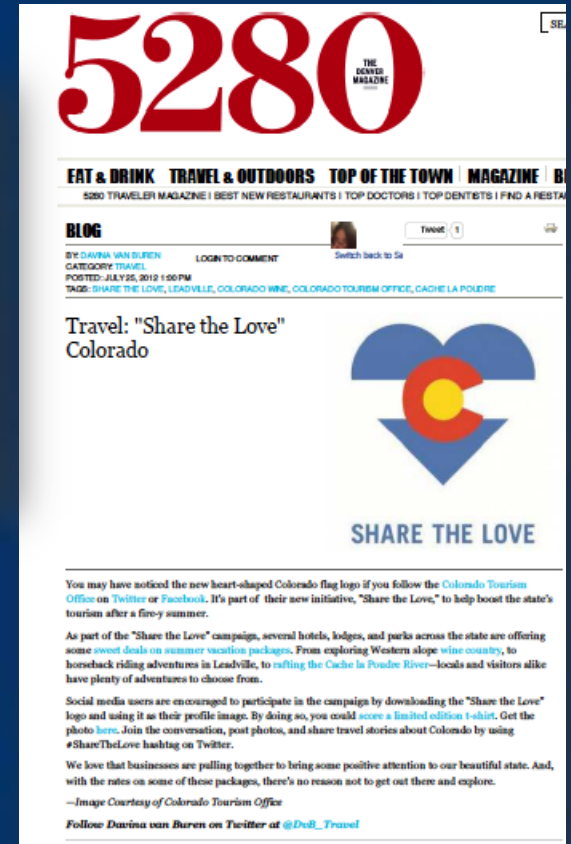 SEA
5280
THE
DENVER
MAGAZINE
EAT & DRINK TRAVEL & OUTDOORS TOP OF THE TOWN MAGAZINE B
5280 TRAVELER MAGAZINE | BEST NEW RESTAURANTS | TOP DOCTORS | TOP DENTISTS | FIND A RESTA
BLOG
Tweet 1
BY: DAVINA VAN BUREN LOGIN TO COMMENT Switch back to Sa
CATEGORY: TRAVEL
POSTED: JULY 25, 2012 1:00 PM
TAGS: SHARE THE LOVE, LEADVILLE, COLORADO WINE, COLORADO TOURISM OFFICE, CACHE LA POUDRE
Travel: "Share the Love"
Colorado
SHARE THE LOVE
You may have noticed the new heart-shaped Colorado flag logo if you follow the Colorado Tourism
Office on Twitter or Facebook. It's part of their new initiative, "Share the Love," to help boost the state's
tourism after a fire-y summer.
As part of the "Share the Love" campaign, several hotels, lodges, and parks across the state are offering
some sweet deals on summer vacation packages. From exploring Western slope wine country, to
horseback riding adventures in Leadville, to rafting the Cache la Poudre River—locals and visitors alike
have plenty of adventures to choose from.
Social media users are encouraged to participate in the campaign by downloading the "Share the Love"
logo and using it as their profile image. By doing so, you could score a limited edition t-shirt. Get the
photo here. Join the conversation, post photos, and share travel stories about Colorado by using
#ShareTheLove hashtag on Twitter.
We love that businesses are pulling together to bring some positive attention to our beautiful state. And,
with the rates on some of these packages, there's no reason not to get out there and explore.
—Image Courtesy of Colorado Tourism Office
Follow Davina van Buren on Twitter at @DvB_Travel